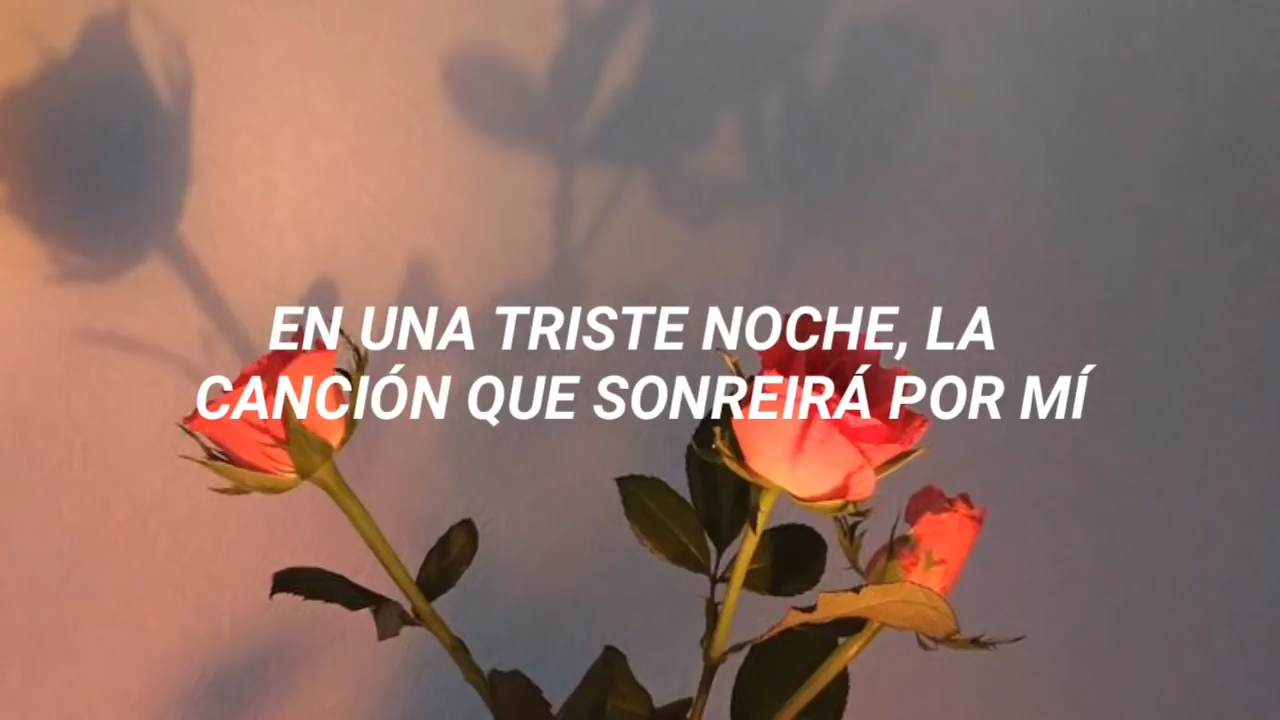 EN UNA TRISTE NOCHE, LA
CANCIÓN QUE SONREIRÁ POR MÍ